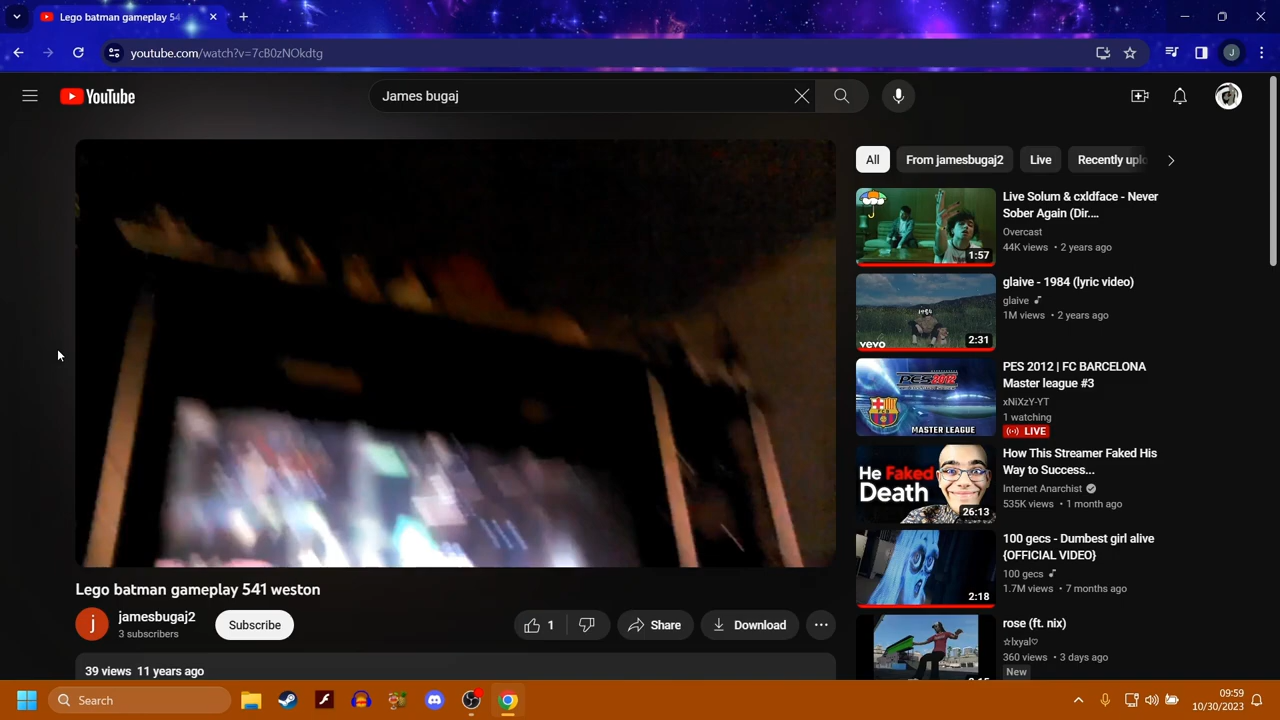 Lego batman gameplay 54
youtube.com/watch?v=7cB0zNOkdtg
J
YouTube
James bugaj
All
From jamesbugaj2
Live
Recently uplo
Live Solum & cxldface - Never
Sober Again (Dir....
Overcast
44K views • 2 years ago
1:57
glaive - 1984 (lyric video)
glaive
1M views • 2 years ago
1984
vevo
2:31
PES 2012 | FC BARCELONA
Master league #3
xNiXzY-YT
1 watching
LIVE
PES2012
MASTER LEAGUE
How This Streamer Faked His
Way to Success...
Internet Anarchist
535K views • 1 month ago
He Faked
Death
26:13
100 gecs - Dumbest girl alive
{OFFICIAL VIDEO}
100 gecs
1.7M views • 7 months ago
2:18
rose (ft. nix)
☆lxyal♡
360 views • 3 days ago
New
Lego batman gameplay 541 weston
j
jamesbugaj2
3 subscribers
Subscribe
1
Share
Download
39 views 11 years ago
Search
09:59
10/30/2023